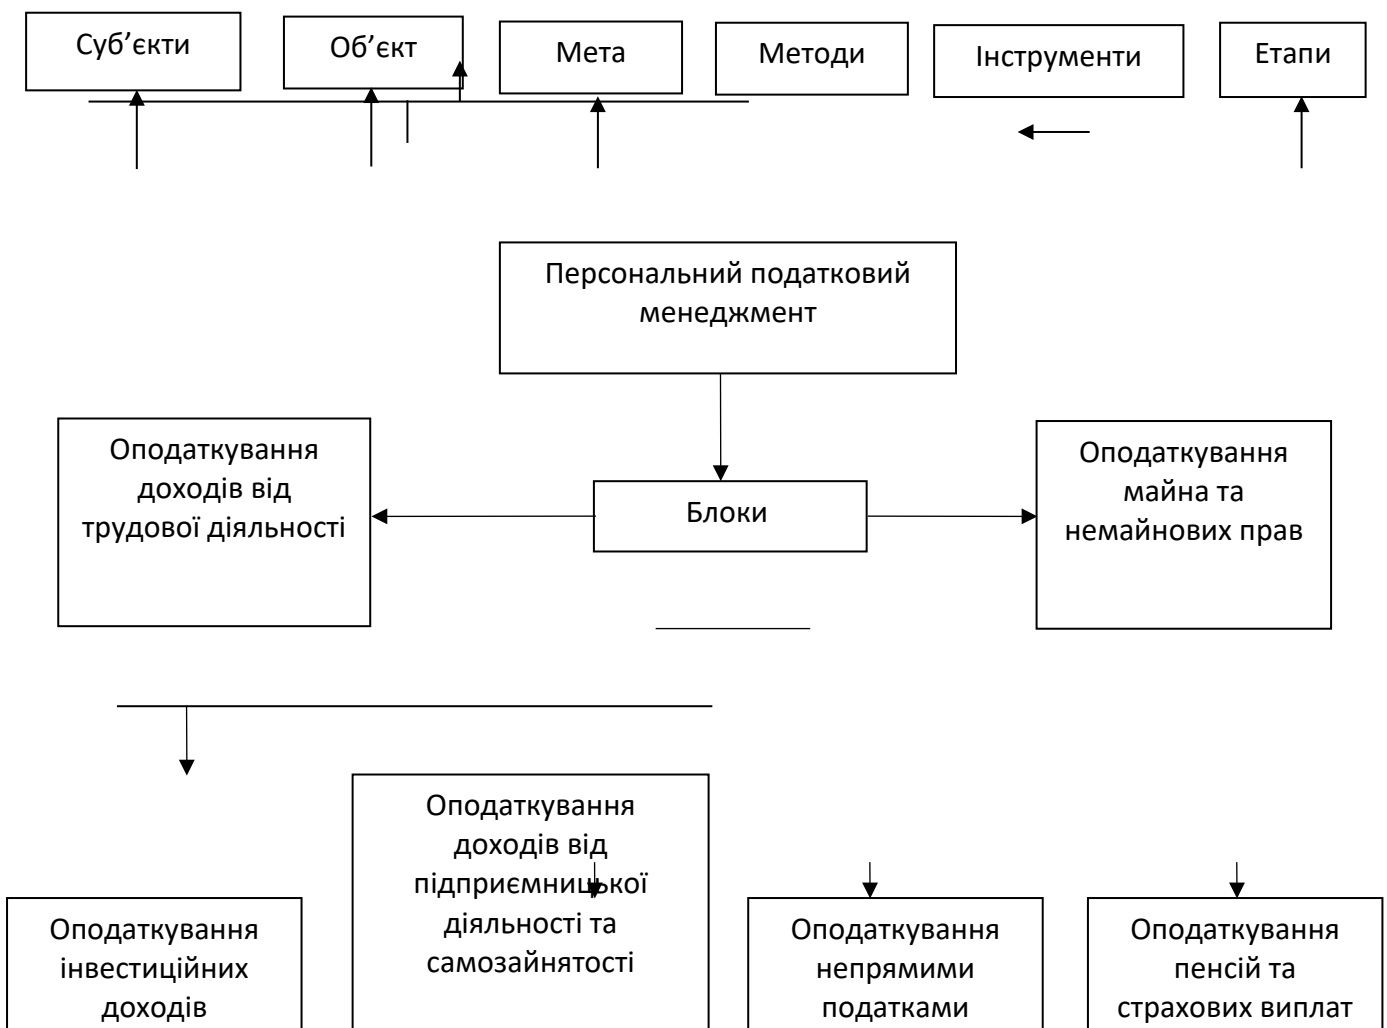 Суб’єкти
Об’єкт
Мета
Методи
Інструменти
Етапи
Персональний податковий
менеджмент
Оподаткування
доходів від
трудової діяльності
Блоки
Оподаткування
майна та
немайнових прав
Оподаткування
інвестиційних
доходів
Оподаткування
доходів від
підприємницької
діяльності та
самозайнятості
Оподаткування
непрямими
податками
Оподаткування
пенсій та
страхових виплат